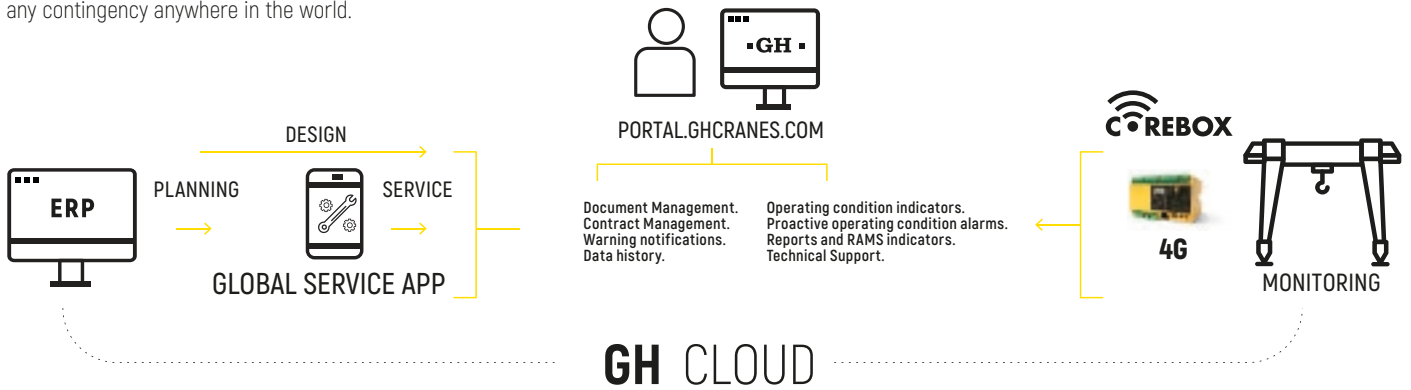 any contingency anywhere in the world.
GH
PORTAL.GHCRANES.COM
COREBOX
DESIGN
ERP
PLANNING
SERVICE
GLOBAL SERVICE APP
Document Management.
Contract Management.
Warning notifications.
Data history.
Operating condition indicators.
Proactive operating condition alarms.
Reports and RAMS indicators.
Technical Support.
4G
MONITORING
GH CLOUD